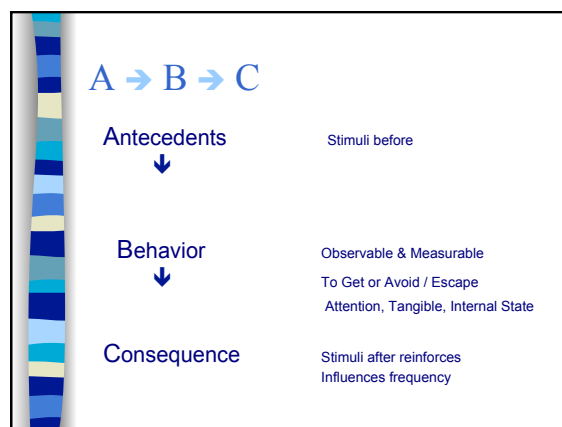 A ➔ B ➔ C
Antecedents Stimuli before
Behavior Observable & Measurable
To Get or Avoid / Escape
Attention, Tangible, Internal State
Consequence Stimuli after reinforces
Influences frequency